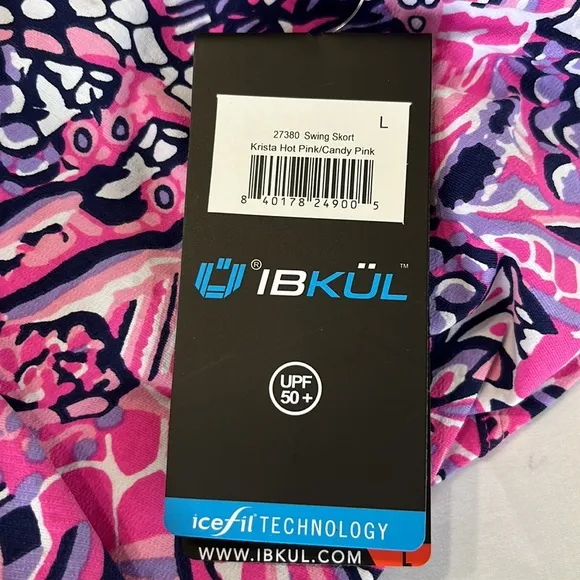 L
27380 Swing Skort
Krista Hot Pink/Candy Pink
8 40178 24900 5
® IBKÜL™
UPF
50+
icefil® TECHNOLOGY
WWW.IBKUL.COM
L